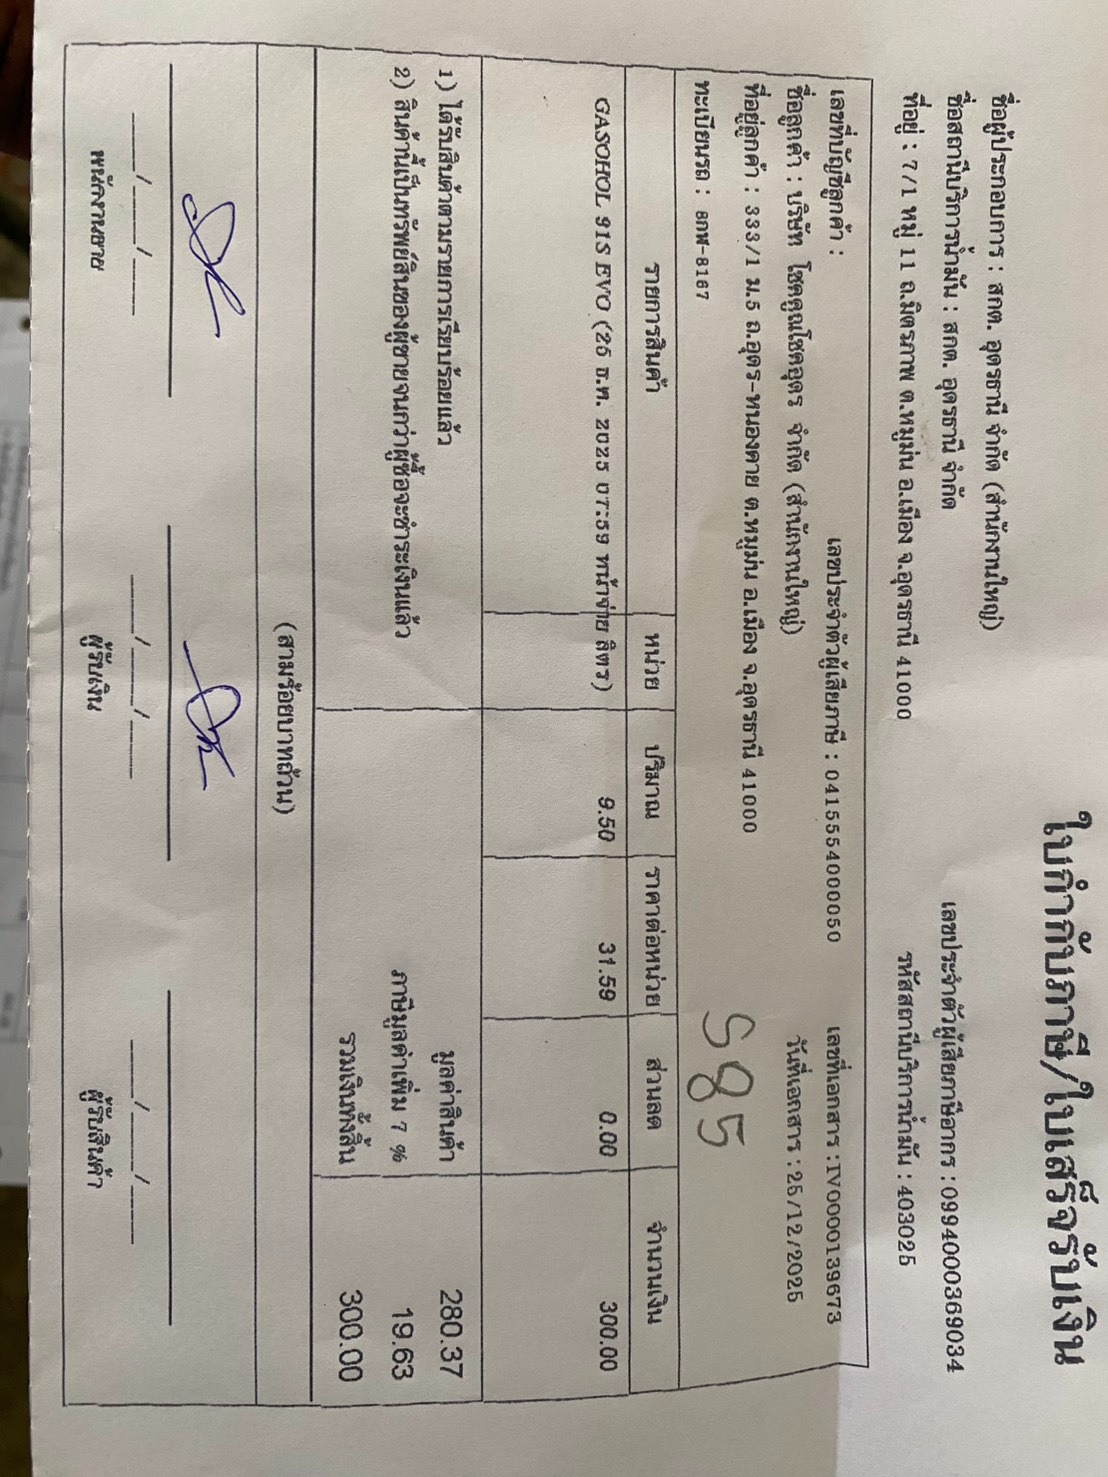 ใบกำกับภาษี/ใบเสร็จรับเงิน
ชื่อผู้ประกอบการ : สกต. อุดรธานี จำกัด (สำนักงานใหญ่)
เลขประจำตัวผู้เสียภาษีอากร : 0994000369034
ชื่อสถานีบริการน้ำมัน : สกต. อุดรธานี จำกัด
รหัสสถานีบริการน้ำมัน : 403025
ที่อยู่ : 7/1 หมู่ 11 ถ.มิตรภาพ ต.หมูม่น อ.เมือง จ.อุดรธานี 41000
เลขที่บัญชีลูกค้า : เลขประจำตัวผู้เสียภาษี : 0415554000050 เลขที่เอกสาร :IV0000139673
ชื่อลูกค้า : บริษัท โชคคูณโชคอุดร จำกัด (สำนักงานใหญ่) วันที่เอกสาร :25/12/2025
ที่อยู่ลูกค้า : 333/1 ม.5 ถ.อุดร-หนองคาย ต.หมูม่น อ.เมือง จ.อุดรธานี 41000
ทะเบียนรถ : 8กฬ-8167 S85
รายการสินค้า หน่วย ปริมาณ ราคาต่อหน่วย ส่วนลด จำนวนเงิน
GASOHOL 91S EVO (25 ธ.ค. 2025 07:59 หน้าจ่าย ลิตร) 9.50 31.59 0.00 300.00
1) ได้รับสินค้าตามรายการเรียบร้อยแล้ว มูลค่าสินค้า 280.37
2) สินค้านี้เป็นทรัพย์สินของผู้ขายจนกว่าผู้ซื้อจะชำระเงินแล้ว ภาษีมูลค่าเพิ่ม 7 % 19.63
รวมเงินทั้งสิ้น 300.00
(สามร้อยบาทถ้วน)
___/___/___ ___/___/___ ___/___/___
พนักงานขาย ผู้รับเงิน ผู้รับสินค้า